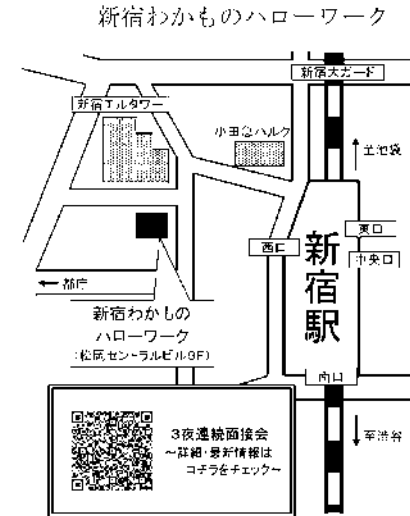 新宿わかものハローワーク
新宿大ガード
新宿エルタワー
小田急ハルク
至池袋
東口
西口
中央口
新宿駅
都庁
新宿わかもの
ハローワーク
(松岡セントラルビル9F)
南口
3夜連続面接会
～詳細・最新情報は
コチラをチェック～
至渋谷